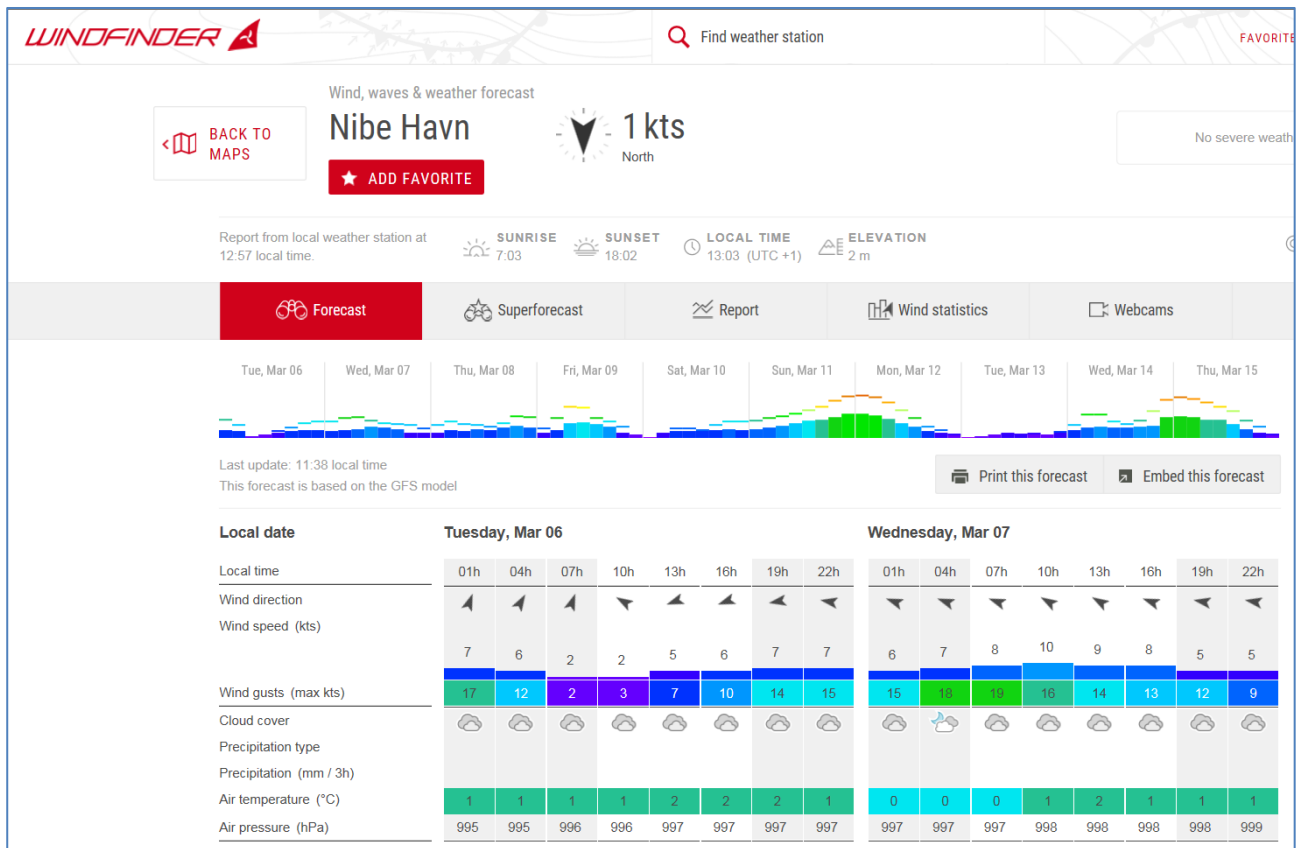 WINDFINDER
Find weather station
FAVORITE
Wind, waves & weather forecast
Nibe Havn
BACK TO
MAPS
ADD FAVORITE
1 kts
North
No severe weath
Report from local weather station at
12:57 local time.
SUNRISE
7:03
SUNSET
18:02
LOCAL TIME
13:03 (UTC +1)
ELEVATION
2 m
Forecast
Superforecast
Report
Wind statistics
Webcams
Tue, Mar 06 Wed, Mar 07 Thu, Mar 08 Fri, Mar 09 Sat, Mar 10 Sun, Mar 11 Mon, Mar 12 Tue, Mar 13 Wed, Mar 14 Thu, Mar 15
Last update: 11:38 local time
This forecast is based on the GFS model
Print this forecast
Embed this forecast
Local date Tuesday, Mar 06 Wednesday, Mar 07
Local time 01h 04h 07h 10h 13h 16h 19h 22h 01h 04h 07h 10h 13h 16h 19h 22h
Wind direction
Wind speed (kts)
7 6 2 2 5 6 7 7 6 7 8 10 9 8 5 5
Wind gusts (max kts) 17 12 2 3 7 10 14 15 15 18 19 16 14 13 12 9
Cloud cover
Precipitation type
Precipitation (mm / 3h)
Air temperature (°C) 1 1 1 1 2 2 2 1 0 0 0 1 2 1 1 1
Air pressure (hPa) 995 995 996 996 997 997 997 997 997 997 997 998 998 998 998 999